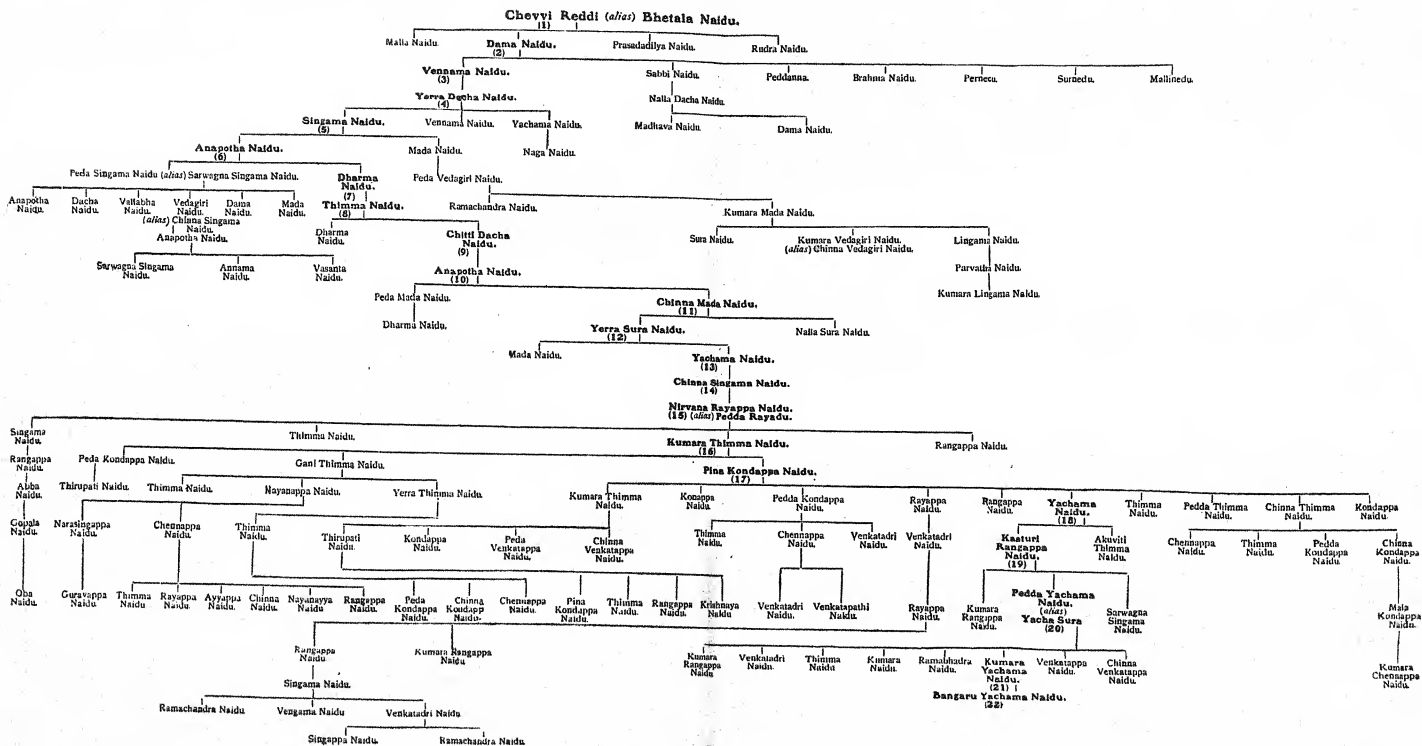 Chevvi Reddi (alias) Bhetala Naidu.
(1)
Malla Naidu. Dama Naidu. Prasadadilya Naidu. Rudra Naidu.
(2)
Vennama Naidu. Sabbi Naidu. Peddanna. Brahma Naidu. Pernedu. Surnedu. Mallinedu.
(3)
Yerra Dacha Naidu. Nalla Dacha Naidu.
(4)
Singama Naidu. Vennama Naidu. Yachama Naidu. Madhava Naidu. Dama Naidu.
(5)
Anapotha Naidu. Mada Naidu. Naga Naidu.
(6)
Peda Singama Naidu (alias) Sarwagna Singama Naidu. Dharma Naidu. Peda Vedagiri Naidu.
(7)
Anapotha Naidu. Dacha Naidu. Vallabha Naidu. Vedagiri Naidu. (alias) Chinna Singama Naidu. Dama Naidu. Mada Naidu. Thimma Naidu. Ramachandra Naidu. Kumara Mada Naidu.
(8)
Anapotha Naidu. Dharma Naidu. Chitti Dacha Naidu. Sura Naidu. Kumara Vedagiri Naidu. (alias) Chinna Vedagiri Naidu. Lingama Naidu.
(9)
Sarwagna Singama Naidu. Annama Naidu. Vasanta Naidu. Anapotha Naidu. Parvatha Naidu.
(10)
Peda Mada Naidu. Chinna Mada Naidu. Kumara Lingama Naidu.
(11)
Dharma Naidu. Yerra Sura Naidu. Nalla Sura Naidu.
(12)
Mada Naidu. Yachama Naidu.
(13)
Chinna Singama Naidu.
(14)
Nirvana Rayappa Naidu.
(15) (alias) Pedda Rayadu.
Singama Naidu. Thimma Naidu. Kumara Thimma Naidu. Rangappa Naidu.
(16)
Rangappa Naidu. Peda Kondappa Naidu. Gani Thimma Naidu. Pina Kondappa Naidu.
(17)
Abba Naidu. Thirupati Naidu. Thimma Naidu. Nayanappa Naidu. Yerra Thimma Naidu. Kumara Thimma Naidu. Konappa Naidu. Pedda Kondappa Naidu. Rayappa Naidu. Rangappa Naidu. Yachama Naidu. Thimma Naidu. Pedda Thimma Naidu. Chinna Thimma Naidu. Kondappa Naidu.
(18)
Gopala Naidu. Narasingappa Naidu. Chennappa Naidu. Thimma Naidu. Thirupati Naidu. Kondappa Naidu. Peda Venkatappa Naidu. Chinna Venkatappa Naidu. Thimma Naidu. Chennappa Naidu. Venkatadri Naidu. Venkatadri Naidu. Kasturi Rangappa Naidu. Akuviti Thimma Naidu. Chennappa Naidu. Thimma Naidu. Pedda Kondappa Naidu. Chinna Kondappa Naidu.
(19)
Oba Naidu. Guravappa Naidu. Thimma Naidu Rayappa Naidu. Ayyappa Naidu. Chinna Naidu. Nayanayya Naidu. Rangappa Naidu. Peda Kondappa Naidu. Chinna Koudapp Naidu. Chennappa Naidu. Pina Kondappa Naidu. Thimma Naidu. Rangappa Naidu. Krishnaya Naidu Venkatadri Naidu. Venkatapathi Naidu. Rayappa Naidu. Kumara Rangappa Naidu. Pedda Yachama Naidu. (alias) Yacha Sura Sarwagna Singama Naidu. Mala Kondappa Naidu.
(20)
Rangappa Naidu Kumara Rangappa Naidu Kumara Rangappa Naidu Venkatadri Naidu. Thimma Naidu Kumara Naidu. Ramabhadra Naidu. Kumara Yachama Naidu. Venkatappa Naidu. Chinna Venkatappa Naidu. Kumara Chennappa Naidu.
(21)
Singama Naidu. Bangaru Yachama Naidu.
(22)
Ramachandra Naidu. Vengama Naidu Venkatadri Naidu.
Singappa Naidu. Ramachandra Naidu.